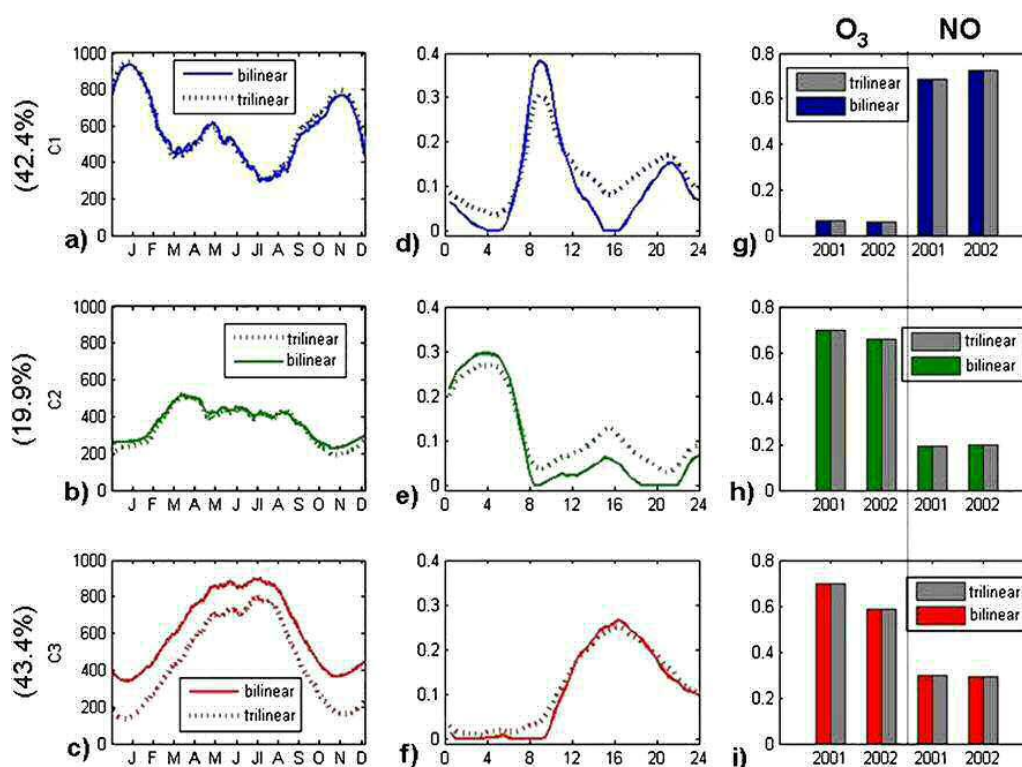 O3 NO
1000
800
600
400
200
0
C1
(42.4%)
bilinear
trilinear
a)
J F M A M J Jl A S O N D
0.4
0.3
0.2
0.1
0
d)
0 4 8 12 16 20 24
0.8
0.6
0.4
0.2
0
trilinear
bilinear
g)
2001 2002 2001 2002
1000
800
600
400
200
0
C2
(19.9%)
trilinear
bilinear
b)
J F M A M J Jl A S O N D
0.4
0.3
0.2
0.1
0
e)
0 4 8 12 16 20 24
0.8
0.6
0.4
0.2
0
trilinear
bilinear
h)
2001 2002 2001 2002
1000
800
600
400
200
0
C3
(43.4%)
bilinear
trilinear
c)
J F M A M J Jl A S O N D
0.4
0.3
0.2
0.1
0
f)
0 4 8 12 16 20 24
0.8
0.6
0.4
0.2
0
trilinear
bilinear
i)
2001 2002 2001 2002